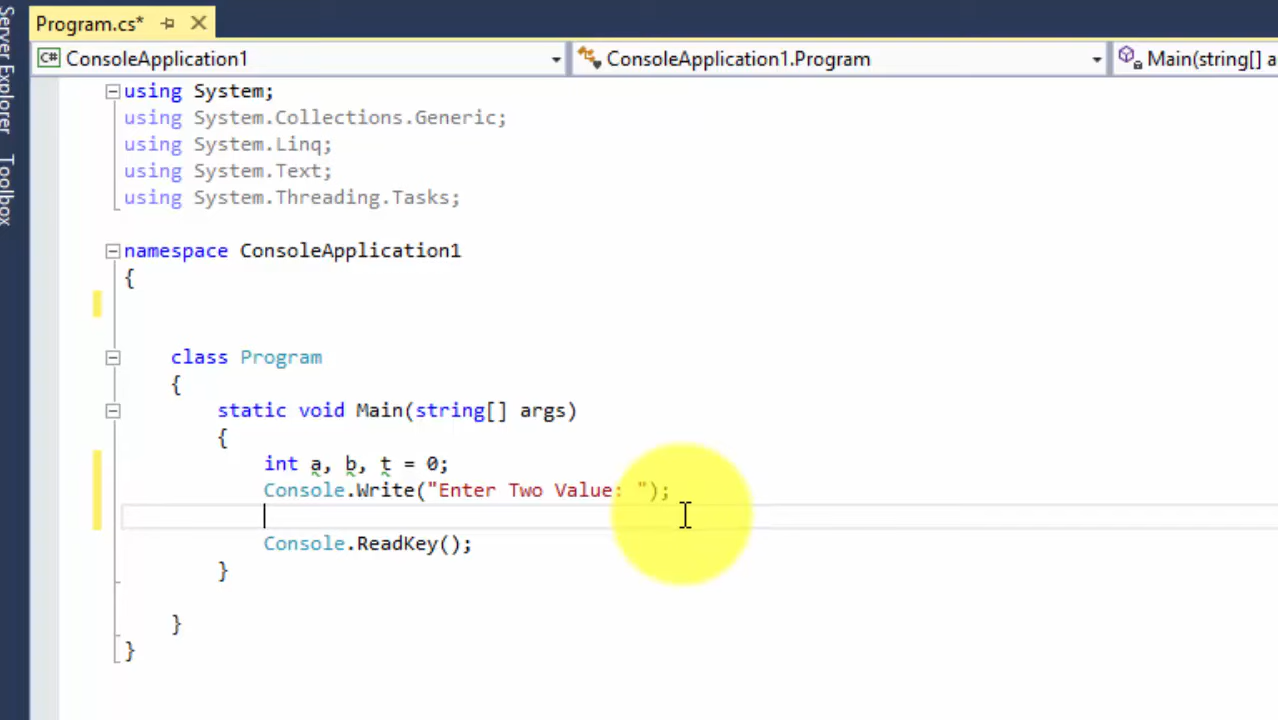 Program.cs*
C# ConsoleApplication1
ConsoleApplication1.Program
Main(string[] a
Server Explorer
Toolbox
using System;
using System.Collections.Generic;
using System.Linq;
using System.Text;
using System.Threading.Tasks;
namespace ConsoleApplication1
{
class Program
{
static void Main(string[] args)
{
int a, b, t = 0;
Console.Write("Enter Two Value: ");
Console.ReadKey();
}
}
}